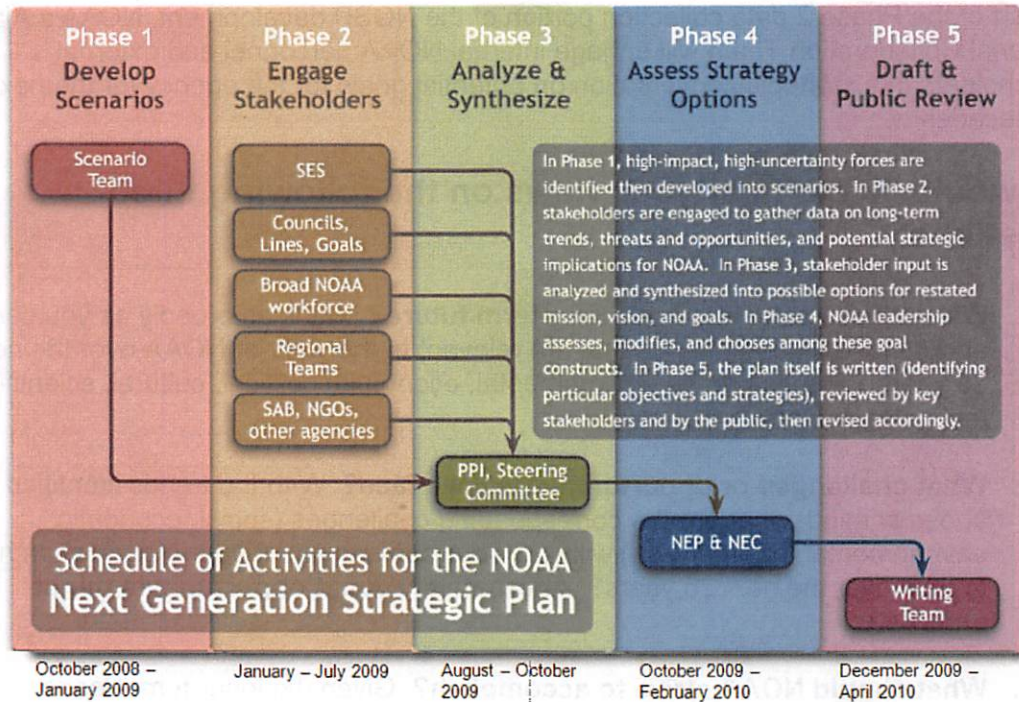 Phase 1
Develop
Scenarios
Phase 2
Engage
Stakeholders
Phase 3
Analyze &
Synthesize
Phase 4
Assess Strategy
Options
Phase 5
Draft &
Public Review
Scenario
Team
SES
Councils,
Lines, Goals
Broad NOAA
workforce
Regional
Teams
SAB, NGOs,
other agencies
In Phase 1, high-impact, high-uncertainty forces are
identified then developed into scenarios. In Phase 2,
stakeholders are engaged to gather data on long-term
trends, threats and opportunities, and potential strategic
implications for NOAA. In Phase 3, stakeholder input is
analyzed and synthesized into possible options for restated
mission, vision, and goals. In Phase 4, NOAA leadership
assesses, modifies, and chooses among these goal
constructs. In Phase 5, the plan itself is written (identifying
particular objectives and strategies), reviewed by key
stakeholders and by the public, then revised accordingly.
PPI, Steering
Committee
NEP & NEC
Writing
Team
Schedule of Activities for the NOAA
Next Generation Strategic Plan
October 2008 –
January 2009
January – July 2009
August – October
2009
October 2009 –
February 2010
December 2009 –
April 2010